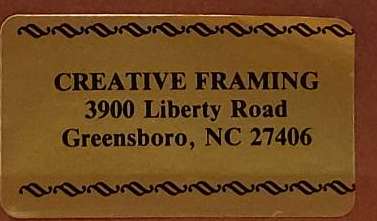 CREATIVE FRAMING
3900 Liberty Road
Greensboro, NC 27406